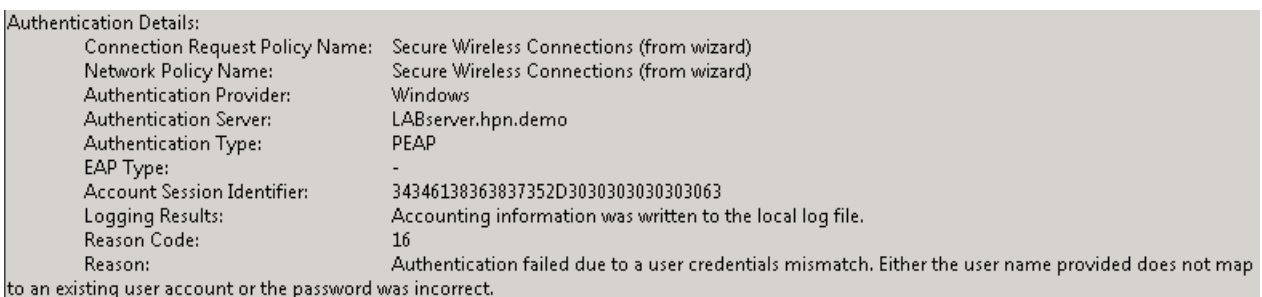 Authentication Details:
Connection Request Policy Name: Secure Wireless Connections (from wizard)
Network Policy Name: Secure Wireless Connections (from wizard)
Authentication Provider: Windows
Authentication Server: LABserver.hpn.demo
Authentication Type: PEAP
EAP Type: -
Account Session Identifier: 34346138363837352D3030303030303063
Logging Results: Accounting information was written to the local log file.
Reason Code: 16
Reason: Authentication failed due to a user credentials mismatch. Either the user name provided does not map
to an existing user account or the password was incorrect.